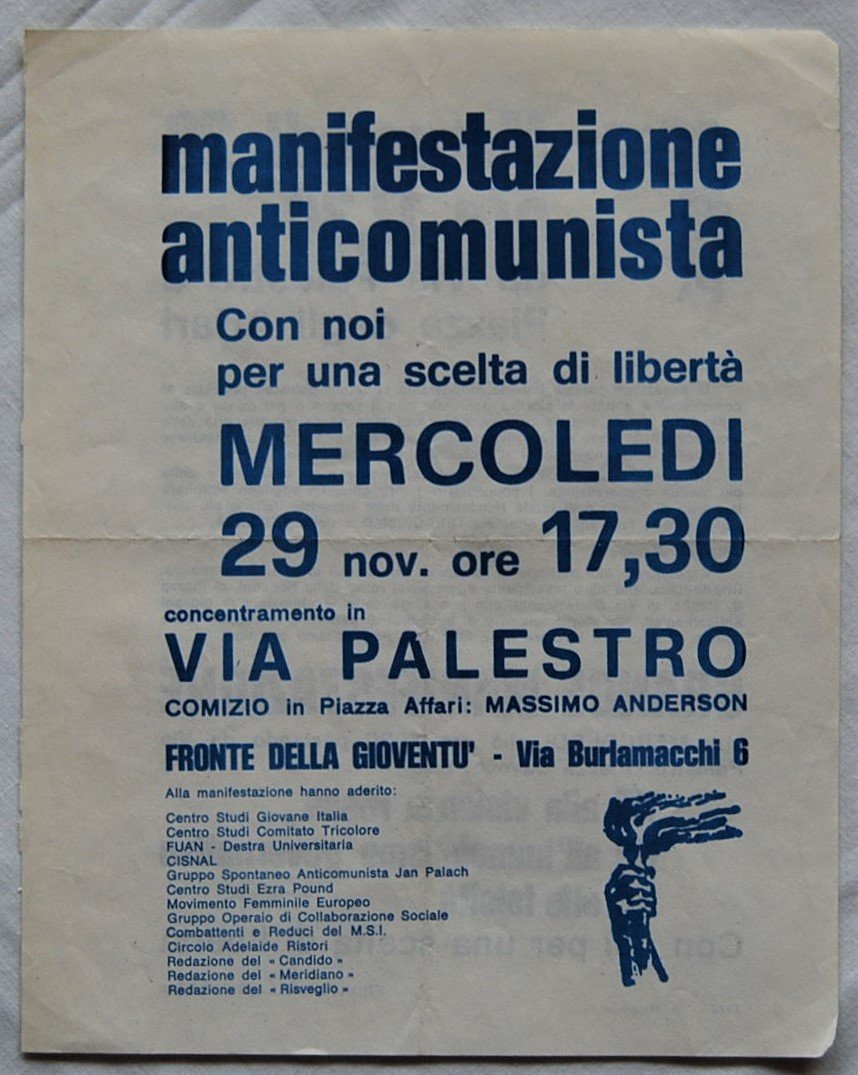 manifestazione
anticomunista
Con noi
per una scelta di libertà
MERCOLEDI
29 nov. ore 17,30
concentramento in
VIA PALESTRO
COMIZIO in Piazza Affari: MASSIMO ANDERSON
FRONTE DELLA GIOVENTU' - Via Burlamacchi 6
Alla manifestazione hanno aderito:
Centro Studi Giovane Italia
Centro Studi Comitato Tricolore
FUAN - Destra Universitaria
CISNAL
Gruppo Spontaneo Anticomunista Jan Palach
Centro Studi Ezra Pound
Movimento Femminile Europeo
Gruppo Operaio di Collaborazione Sociale
Combattenti e Reduci del M.S.I.
Circolo Adelaide Ristori
Redazione del « Candido »
Redazione del « Meridiano »
Redazione del « Risveglio »